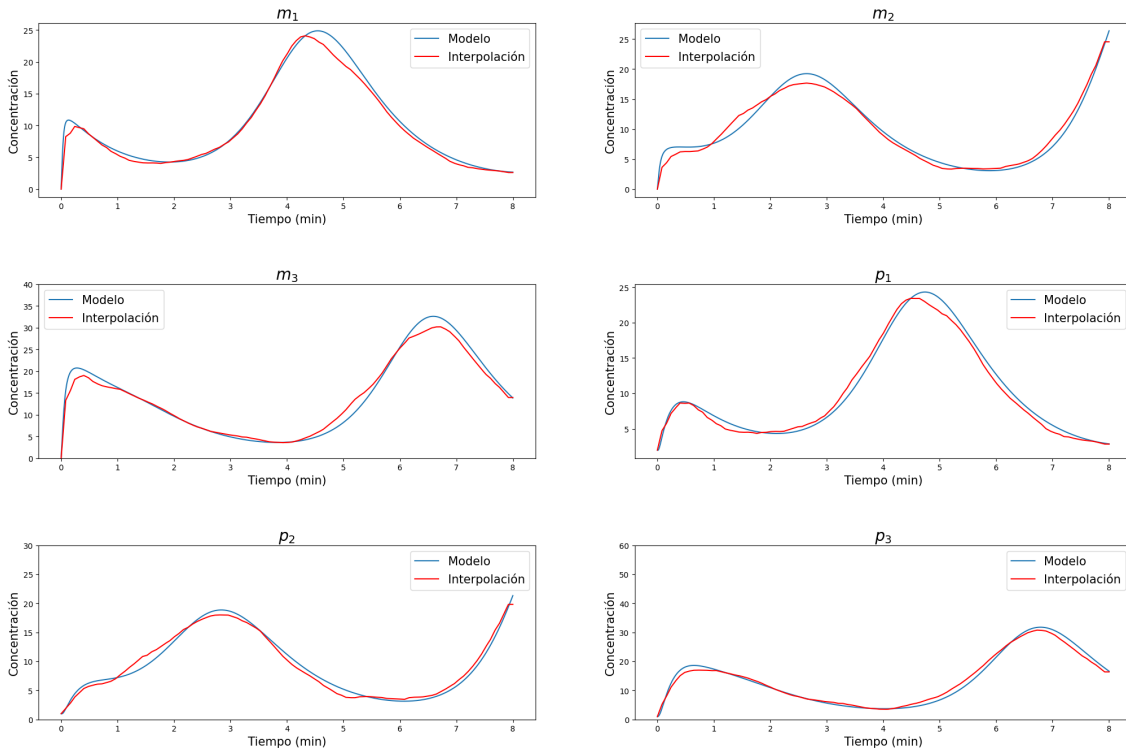 m₁
Concentración
25
20
15
10
5
0
Modelo
Interpolación
0 1 2 3 4 5 6 7 8
Tiempo (min)
m₂
Concentración
25
20
15
10
5
0
Modelo
Interpolación
0 1 2 3 4 5 6 7 8
Tiempo (min)
m₃
Concentración
40
35
30
25
20
15
10
5
0
Modelo
Interpolación
0 1 2 3 4 5 6 7 8
Tiempo (min)
p₁
Concentración
25
20
15
10
5
Modelo
Interpolación
0 1 2 3 4 5 6 7 8
Tiempo (min)
p₂
Concentración
30
25
20
15
10
5
0
Modelo
Interpolación
0 1 2 3 4 5 6 7 8
Tiempo (min)
p₃
Concentración
60
50
40
30
20
10
0
Modelo
Interpolación
0 1 2 3 4 5 6 7 8
Tiempo (min)